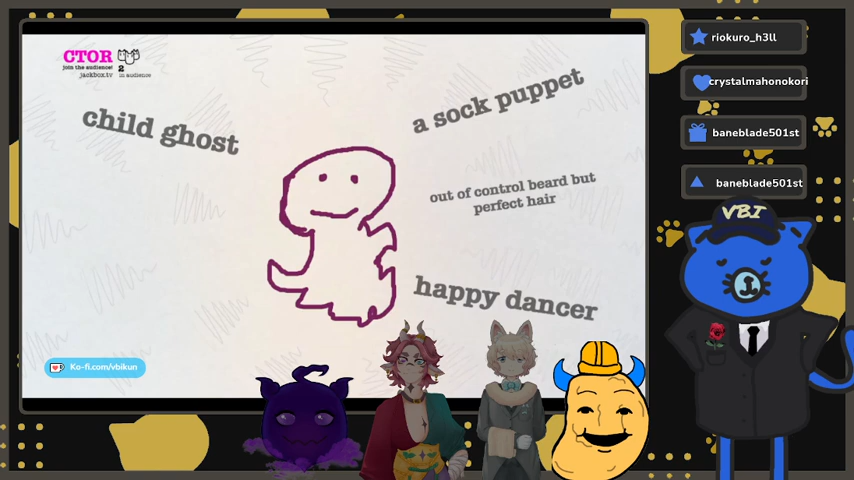 CTOR
join the audience!
jackbox.tv
2
in audience
child ghost
a sock puppet
out of control beard but
perfect hair
happy dancer
Ko-fi.com/vbikun
riokuro_h3ll
crystalmahonokori
baneblade501st
baneblade501st
VBI